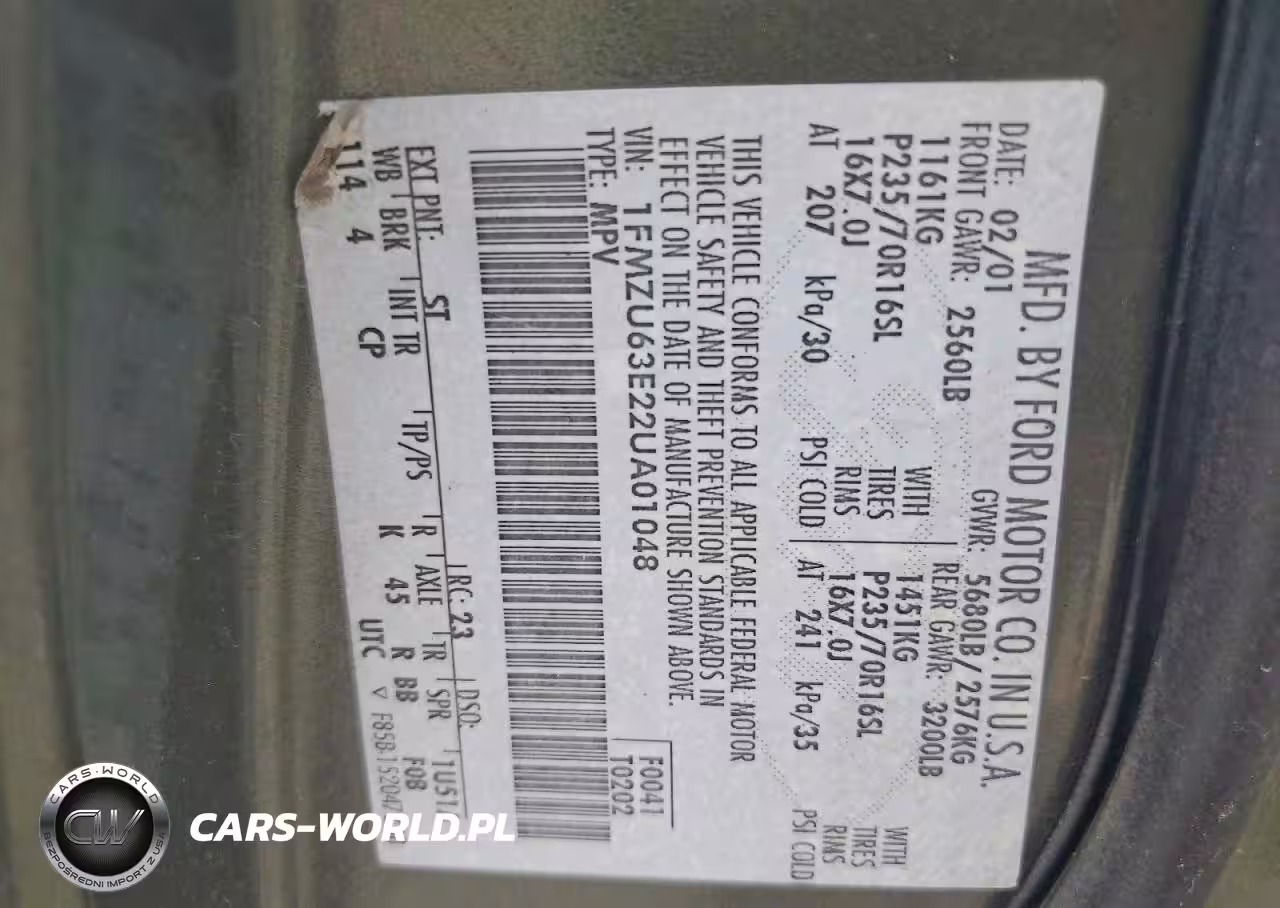 MFD. BY FORD MOTOR CO. IN U.S.A.
DATE: 02/01 GVWR: 5680LB/2576KG
FRONT GAWR: 2560LB REAR GAWR: 3200LB
1161KG WITH 1451KG WITH
P235/70R16SL TIRES P235/70R16SL TIRES
16X7.0J RIMS 16X7.0J RIMS
AT 207 kPa/30 PSI COLD AT 241 kPa/35 PSI COLD
THIS VEHICLE CONFORMS TO ALL APPLICABLE FEDERAL MOTOR
VEHICLE SAFETY AND THEFT PREVENTION STANDARDS IN
EFFECT ON THE DATE OF MANUFACTURE SHOWN ABOVE.
VIN: 1FMZU63E22UA01048
TYPE: MPV
F0041
T0202
EXT PNT: ST RC: 23 DSO:
WB BRK INT TR TP/PS R AXLE TR SPR 1U512
114 4 CP K 45 R BB F0B
UTC
CARS-WORLD
CW
BEZPOŚREDNI IMPORT Z USA
CARS-WORLD.PL